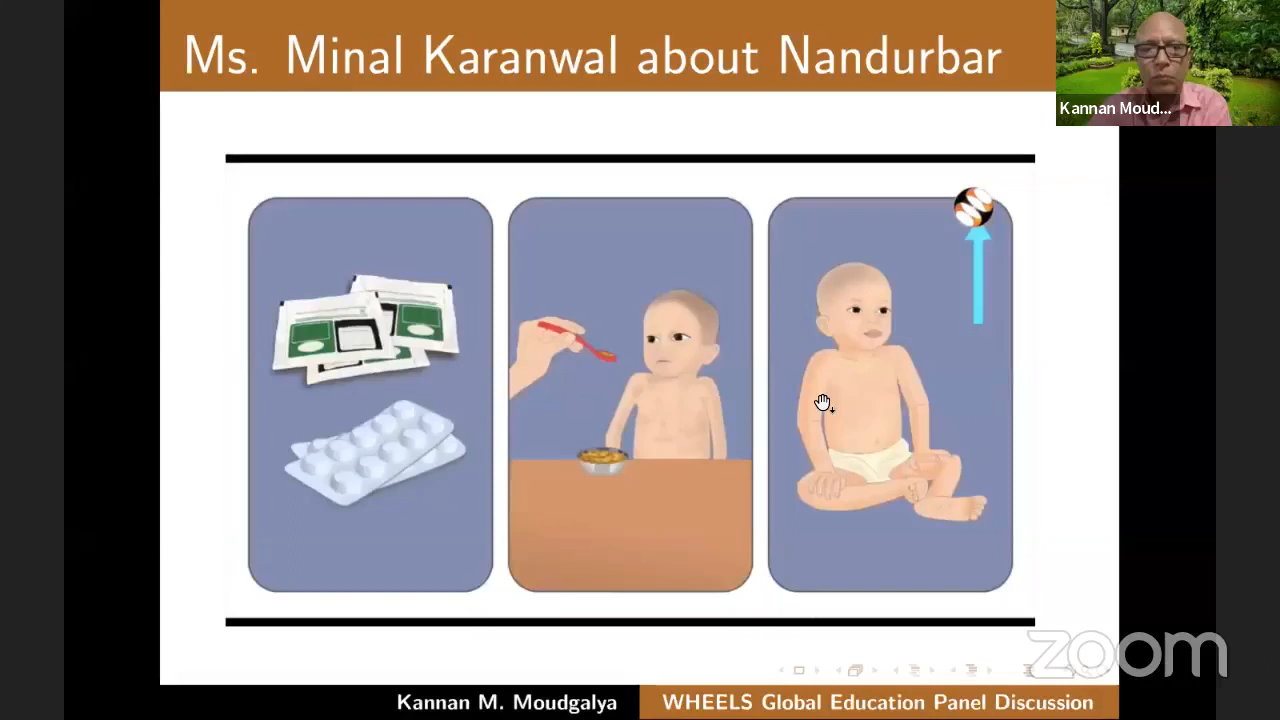 Ms. Minal Karanwal about Nandurbar
Kannan Moud...
zoom
Kannan M. Moudgalya
WHEELS Global Education Panel Discussion